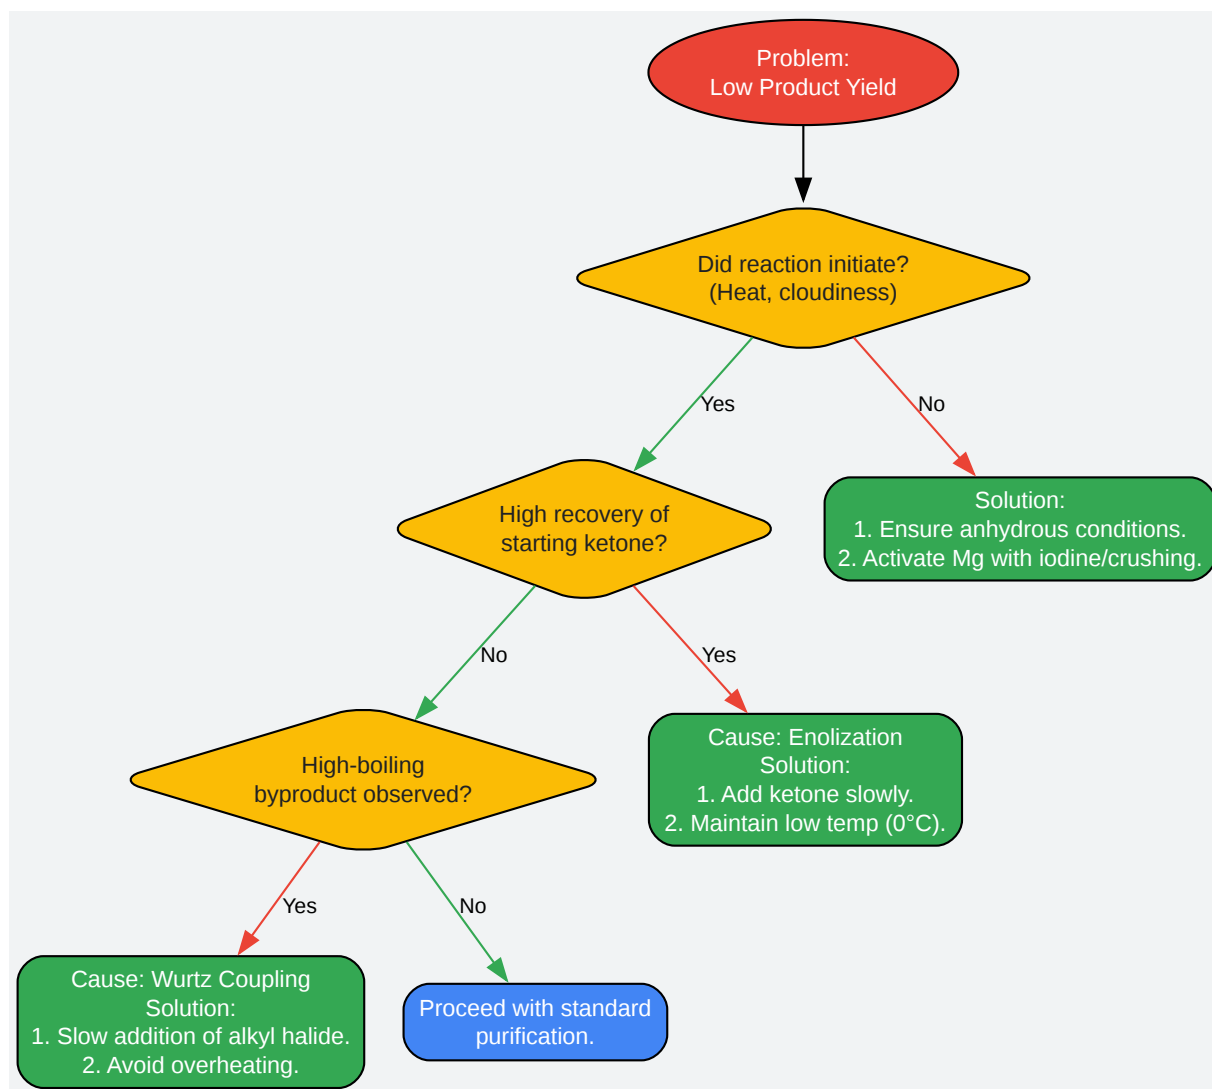 Problem:
Low Product Yield
Did reaction initiate?
(Heat, cloudiness)
Yes
No
High recovery of
starting ketone?
Solution:
1. Ensure anhydrous conditions.
2. Activate Mg with iodine/crushing.
No
Yes
High-boiling
byproduct observed?
Cause: Enolization
Solution:
1. Add ketone slowly.
2. Maintain low temp (0°C).
Yes
No
Cause: Wurtz Coupling
Solution:
1. Slow addition of alkyl halide.
2. Avoid overheating.
Proceed with standard
purification.